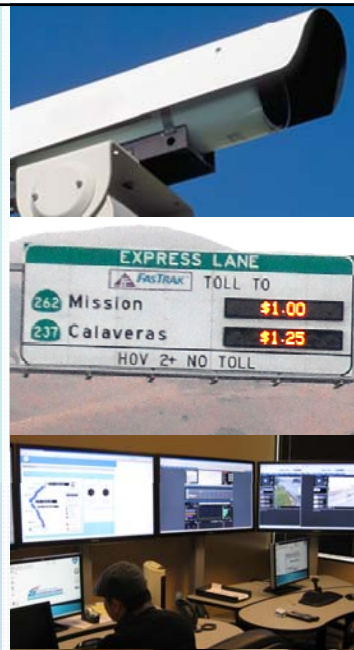 EXPRESS LANE
FASTRAK TOLL TO
262 Mission $1.00
237 Calaveras $1.25
HOV 2+ NO TOLL